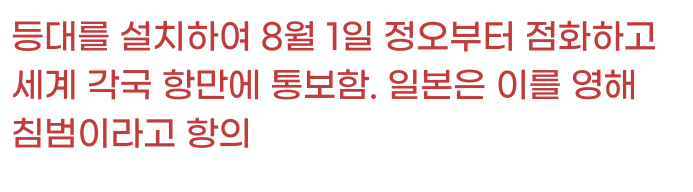 등대를 설치하여 8월 1일 정오부터 점화하고
세계 각국 항만에 통보함. 일본은 이를 영해
침범이라고 항의